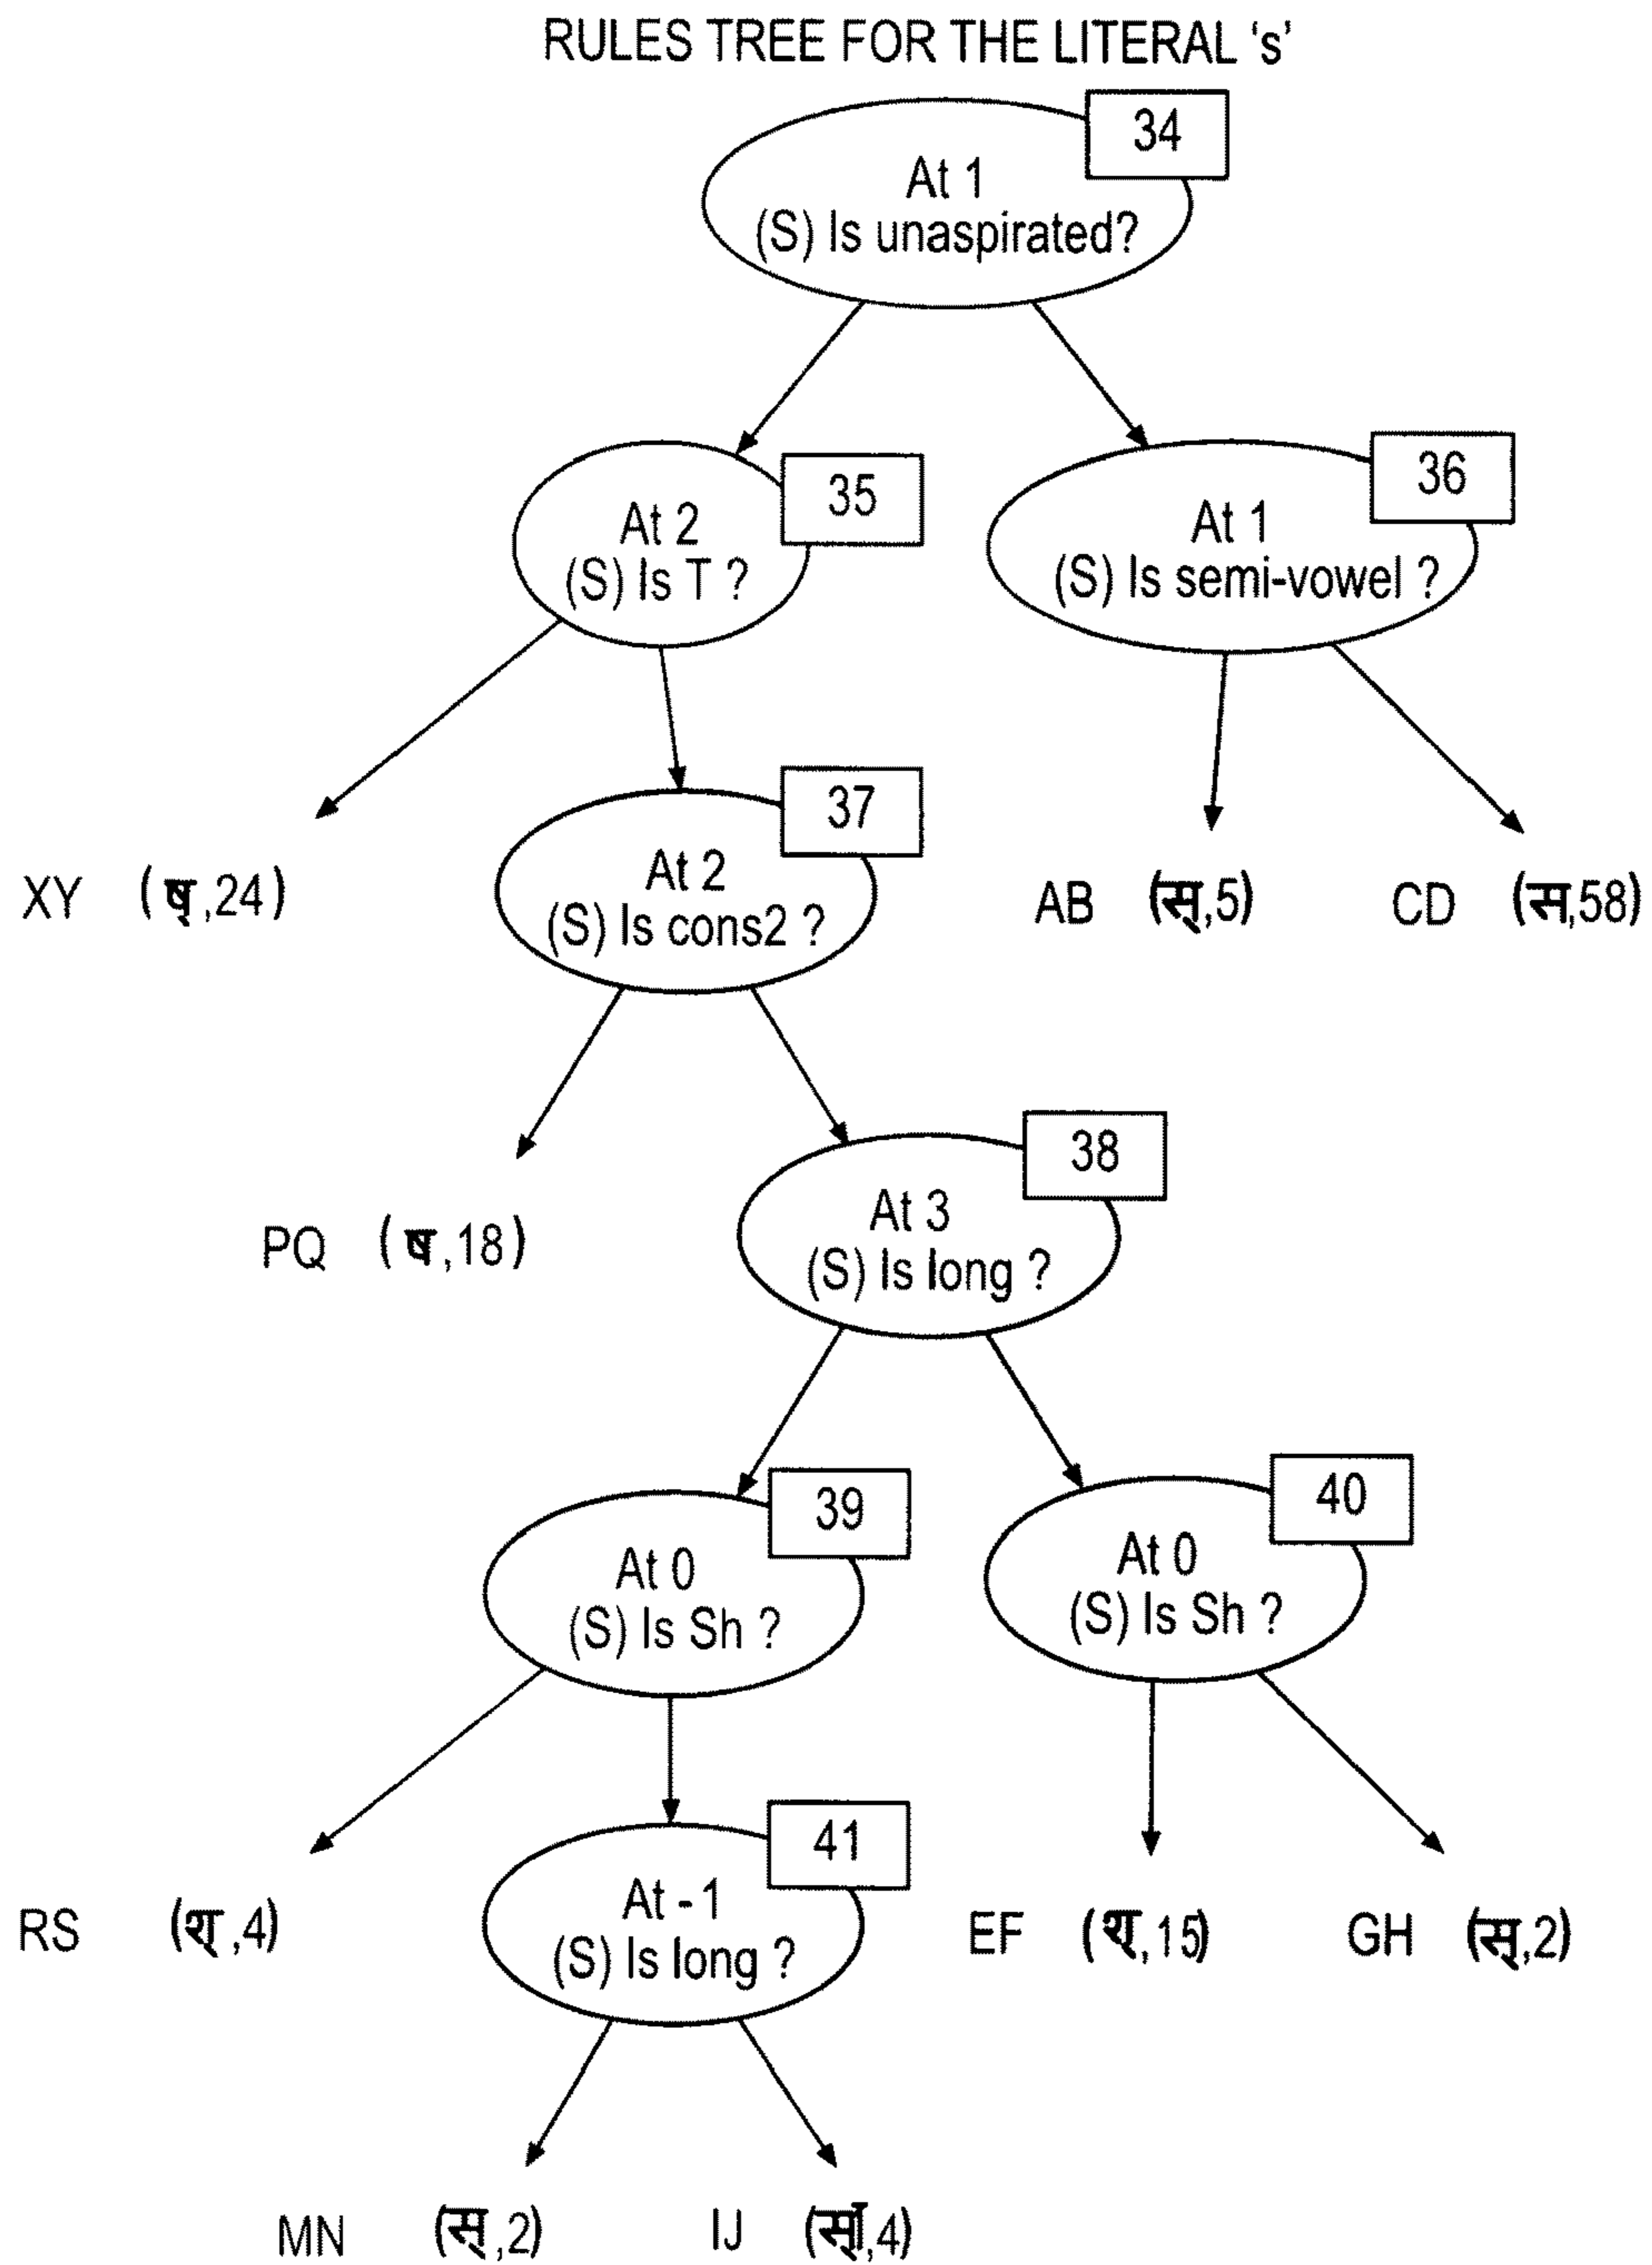 RULES TREE FOR THE LITERAL 's'
34
At 1
(S) Is unaspirated?
35
At 2
(S) Is T ?
36
At 1
(S) Is semi-vowel ?
XY (ष्,24)
37
At 2
(S) Is cons2 ?
AB (स्,5)
CD (स,58)
PQ (ष,18)
38
At 3
(S) Is long ?
39
At 0
(S) Is Sh ?
40
At 0
(S) Is Sh ?
RS (श्,4)
41
At -1
(S) Is long ?
EF (श्,15)
GH (स्,2)
MN (स्,2)
IJ